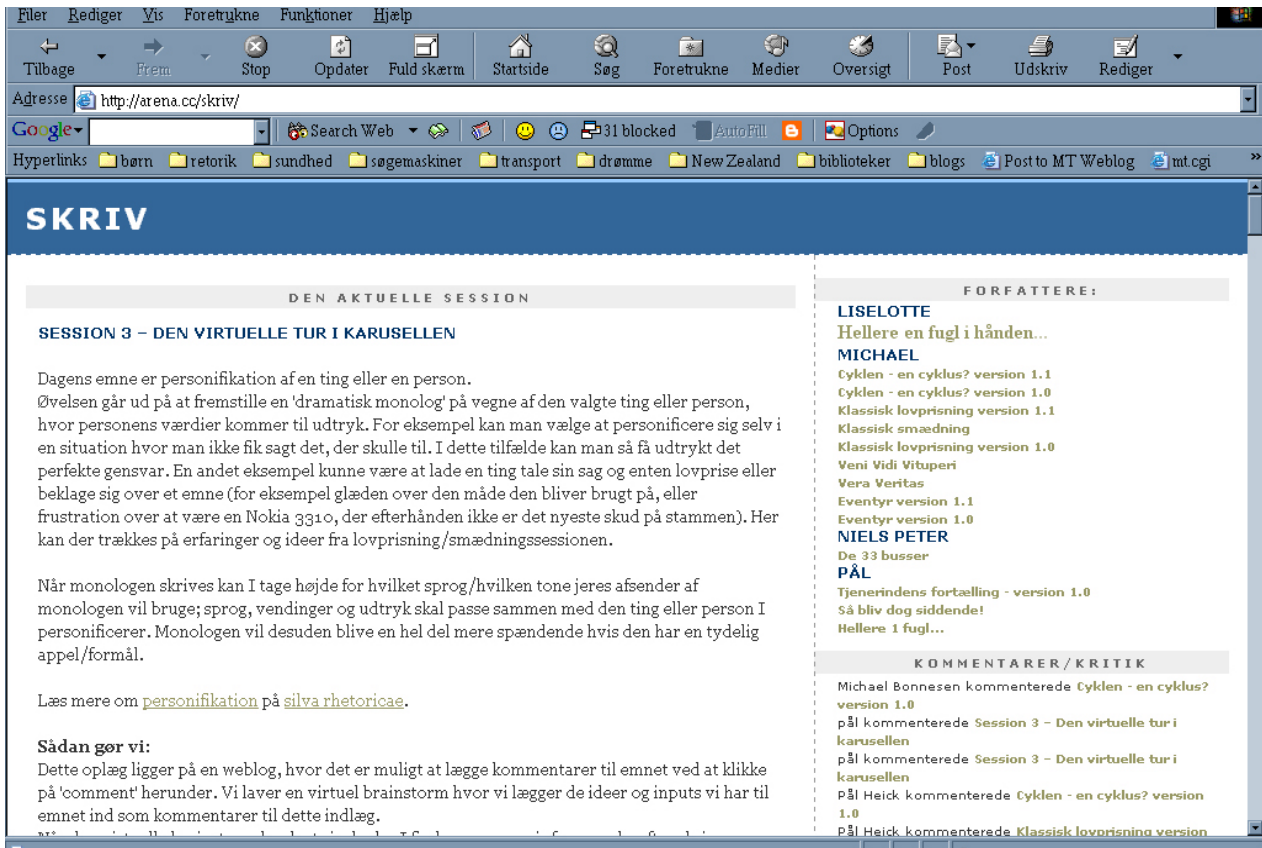 Filer Rediger Vis Foretrukne Funktioner Hjælp
Tilbage Frem Stop Opdater Fuld skærm Startside Søg Foretrukne Medier Oversigt Post Udskriv Rediger
Adresse http://arena.cc/skriv/
Google Search Web 31 blocked AutoFill Options
Hyperlinks børn retorik sundhed søgemaskiner transport drømme New Zealand biblioteker blogs Post to MT Weblog mt.cgi »
SKRIV
DEN AKTUELLE SESSION
SESSION 3 – DEN VIRTUELLE TUR I KARUSELLEN
Dagens emne er personifikation af en ting eller en person.
Øvelsen går ud på at fremstille en 'dramatisk monolog' på vegne af den valgte ting eller person,
hvor personens værdier kommer til udtryk. For eksempel kan man vælge at personificere sig selv i
en situation hvor man ikke fik sagt det, der skulle til. I dette tilfælde kan man så få udtrykt det
perfekte gensvar. En andet eksempel kunne være at lade en ting tale sin sag og enten lovprise eller
beklage sig over et emne (for eksempel glæden over den måde den bliver brugt på, eller
frustration over at være en Nokia 3310, der efterhånden ikke er det nyeste skud på stammen). Her
kan der trækkes på erfaringer og ideer fra lovprisning/smædningssessionen.
Når monologen skrives kan I tage højde for hvilket sprog/hvilken tone jeres afsender af
monologen vil bruge; sprog, vendinger og udtryk skal passe sammen med den ting eller person I
personificerer. Monologen vil desuden blive en hel del mere spændende hvis den har en tydelig
appel/formål.
Læs mere om personifikation på silva rhetoricae.
Sådan gør vi:
Dette oplæg ligger på en weblog, hvor det er muligt at lægge kommentarer til emnet ved at klikke
på 'comment' herunder. Vi laver en virtuel brainstorm hvor vi lægger de ideer og inputs vi har til
emnet ind som kommentarer til dette indlæg.
FORFATTERE:
LISELOTTE
Hellere en fugl i hånden...
MICHAEL
Cyklen - en cyklus? version 1.1
Cyklen - en cyklus? version 1.0
Klassisk lovprisning version 1.1
Klassisk smædning
Klassisk lovprisning version 1.0
Veni Vidi Vituperi
Vera Veritas
Eventyr version 1.1
Eventyr version 1.0
NIELS PETER
De 33 busser
PÅL
Tjenerindens fortælling - version 1.0
Så bliv dog siddende!
Hellere 1 fugl...
KOMMENTARER/KRITIK
Michael Bonnesen kommenterede Cyklen - en cyklus?
version 1.0
pål kommenterede Session 3 – Den virtuelle tur i
karusellen
pål kommenterede Session 3 – Den virtuelle tur i
karusellen
Pål Heick kommenterede Cyklen - en cyklus? version
1.0
Pål Heick kommenterede Klassisk lovprisning version